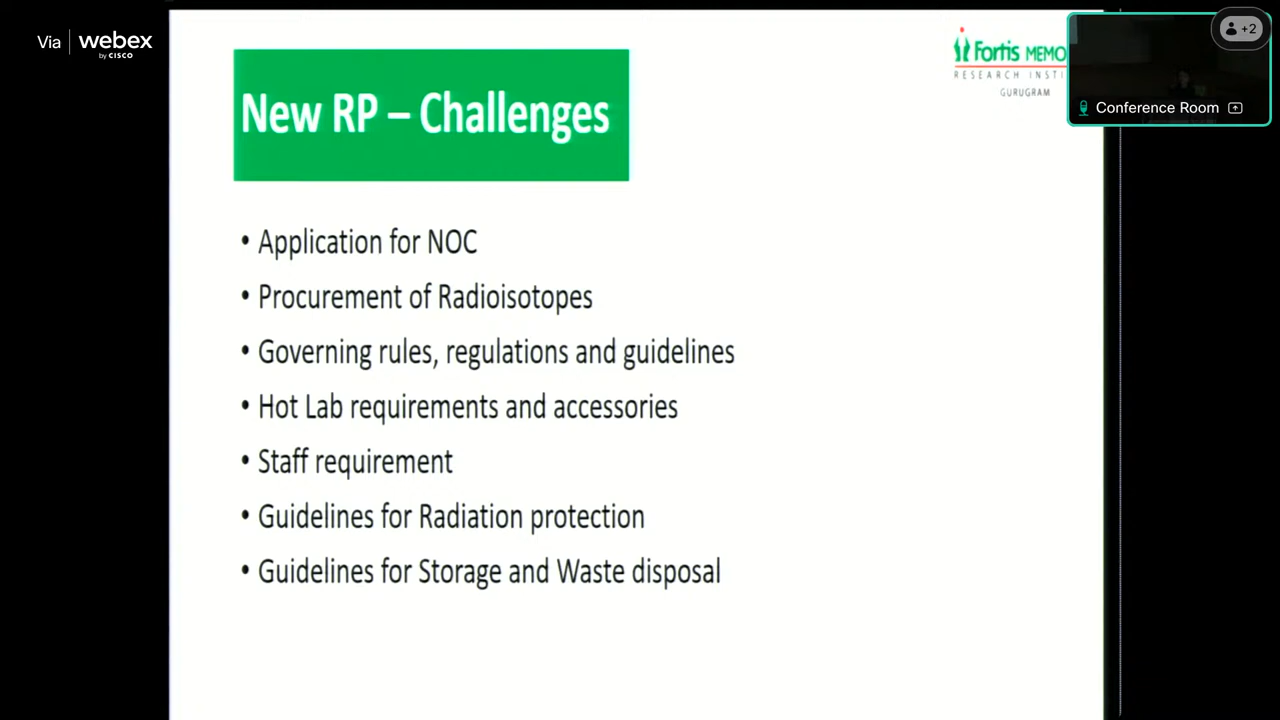 Via webex
by CISCO
Fortis MEMO
RESEARCH INSTI
GURUGRAM
+2
Conference Room
New RP – Challenges
• Application for NOC
• Procurement of Radioisotopes
• Governing rules, regulations and guidelines
• Hot Lab requirements and accessories
• Staff requirement
• Guidelines for Radiation protection
• Guidelines for Storage and Waste disposal